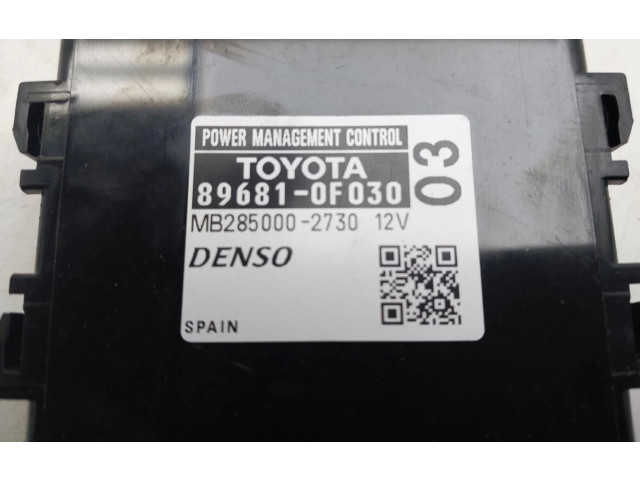 POWER MANAGEMENT CONTROL
TOYOTA
89681-0F030
03
MB285000-2730 12V
DENSO
SPAIN